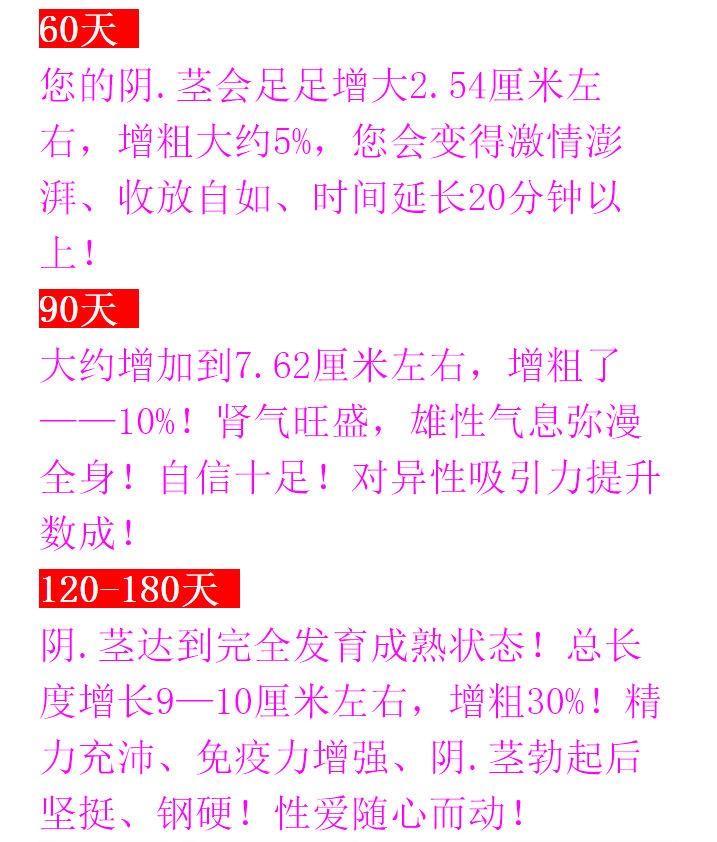 60天
您的阴.茎会足足增大2.54厘米左
右，增粗大约5%，您会变得激情澎
湃、收放自如、时间延长20分钟以
上！
90天
大约增加到7.62厘米左右，增粗了
——10%！肾气旺盛，雄性气息弥漫
全身！自信十足！对异性吸引力提升
数成！
120-180天
阴.茎达到完全发育成熟状态！总长
度增长9—10厘米左右，增粗30%！精
力充沛、免疫力增强、阴.茎勃起后
坚挺、钢硬！性爱随心而动！